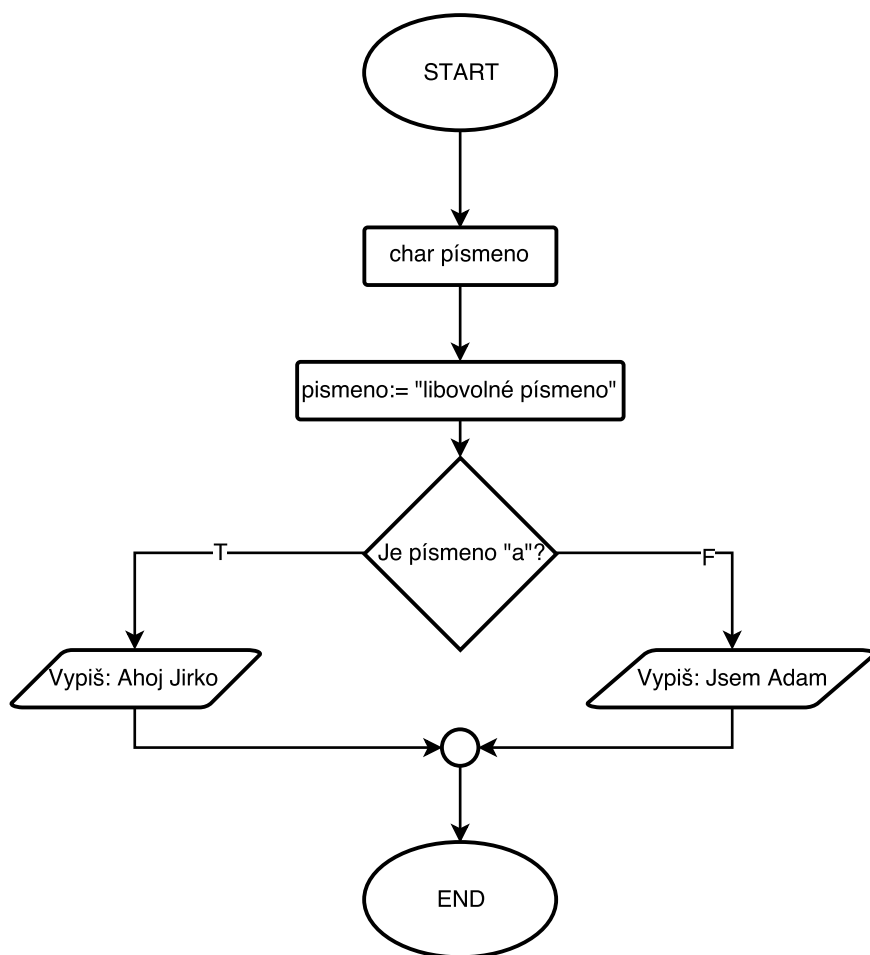 START
char písmeno
pismeno:= "libovolné písmeno"
Je písmeno "a"?
T
F
Vypiš: Ahoj Jirko
Vypiš: Jsem Adam
END